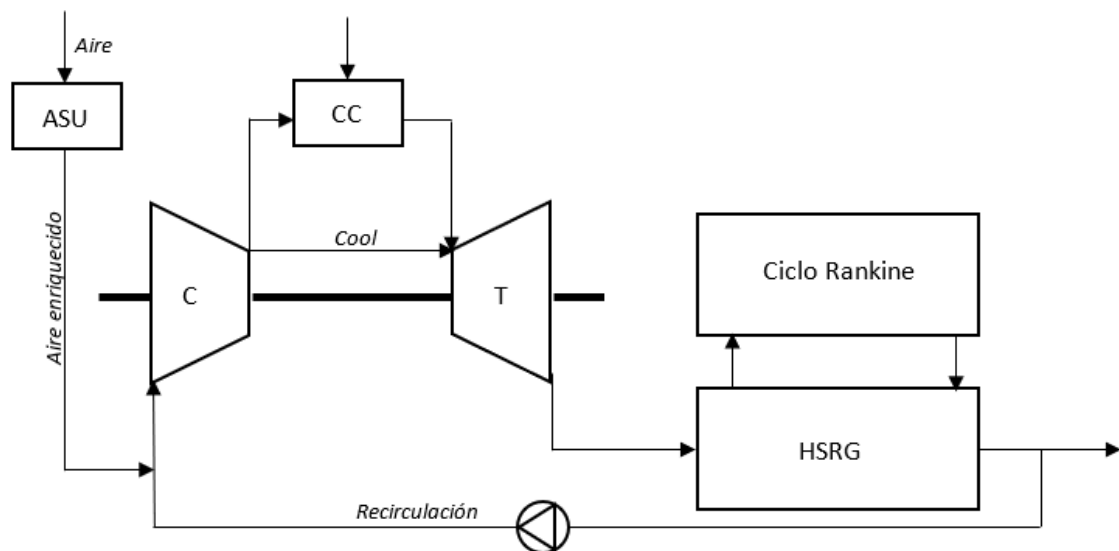 Aire
ASU
CC
Aire enriquecido
Cool
C
T
Ciclo Rankine
HSRG
Recirculación